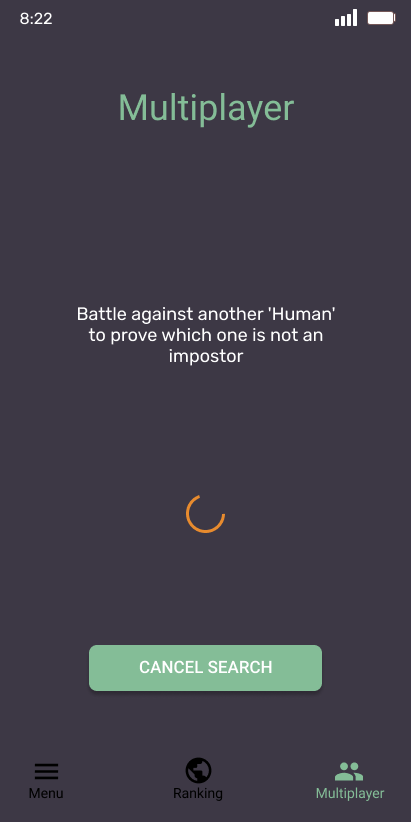 8:22
Multiplayer
Battle against another 'Human'
to prove which one is not an
impostor
CANCEL SEARCH
Menu
Ranking
Multiplayer